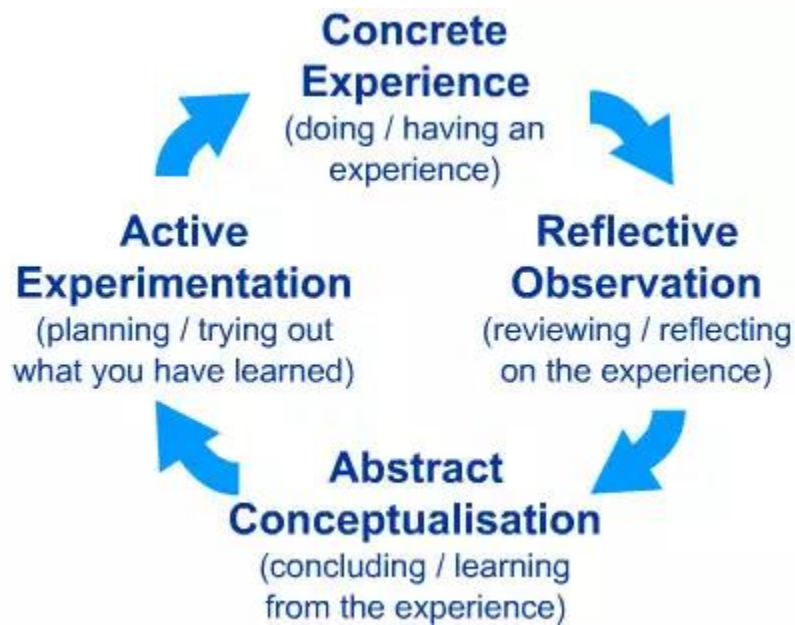 Concrete
Experience
(doing / having an
experience)
Reflective
Observation
(reviewing / reflecting
on the experience)
Abstract
Conceptualisation
(concluding / learning
from the experience)
Active
Experimentation
(planning / trying out
what you have learned)